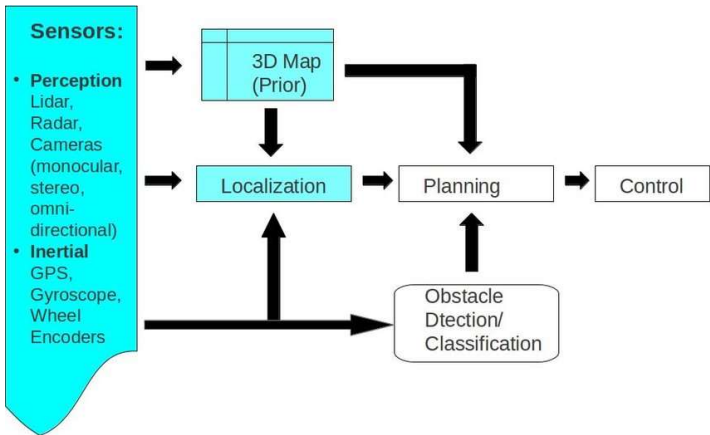 Sensors:
• Perception
Lidar,
Radar,
Cameras
(monocular,
stereo,
omni-
directional)
• Inertial
GPS,
Gyroscope,
Wheel
Encoders
3D Map
(Prior)
Localization
Planning
Control
Obstacle
Dtection/
Classification